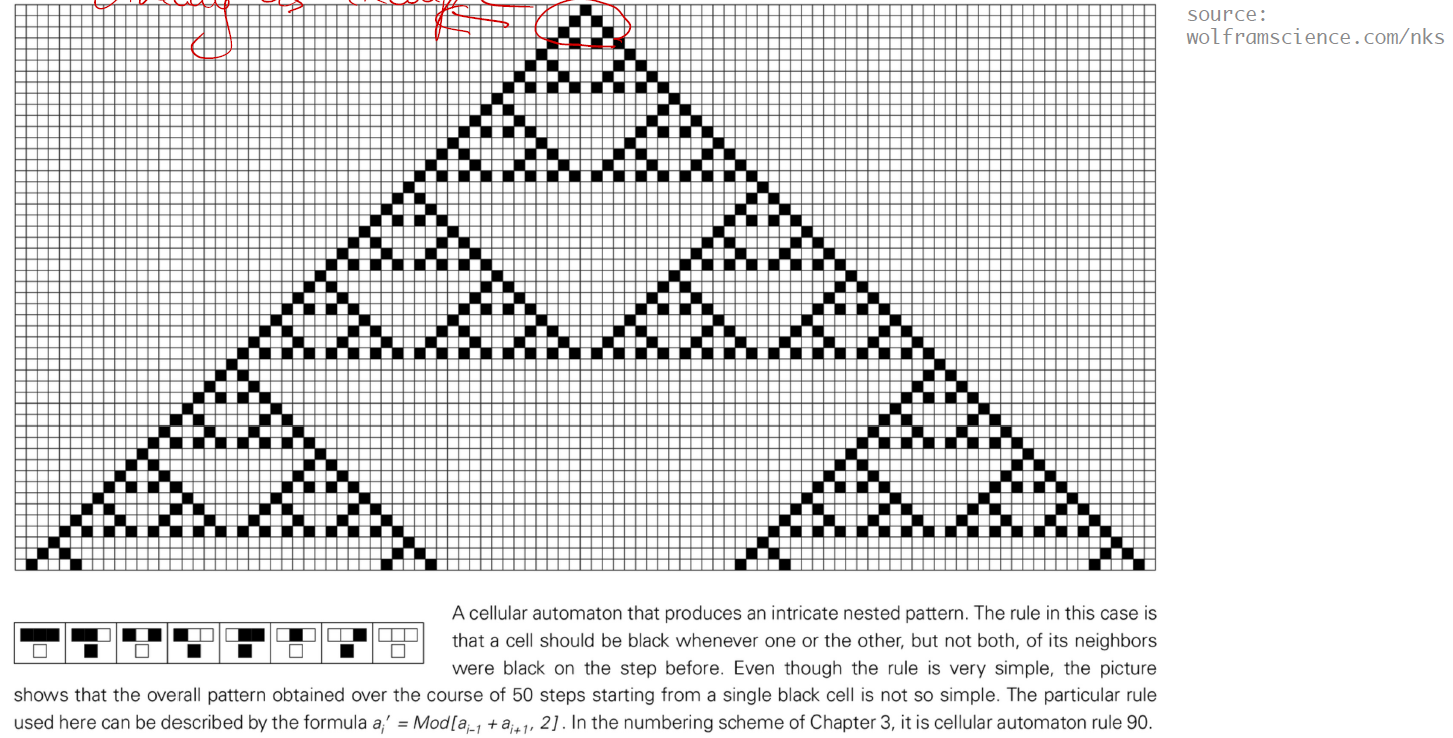 source:
wolframscience.com/nks
A cellular automaton that produces an intricate nested pattern. The rule in this case is
that a cell should be black whenever one or the other, but not both, of its neighbors
were black on the step before. Even though the rule is very simple, the picture
shows that the overall pattern obtained over the course of 50 steps starting from a single black cell is not so simple. The particular rule
used here can be described by the formula aᵢ′ = Mod[aᵢ₋₁ + aᵢ₊₁, 2]. In the numbering scheme of Chapter 3, it is cellular automaton rule 90.